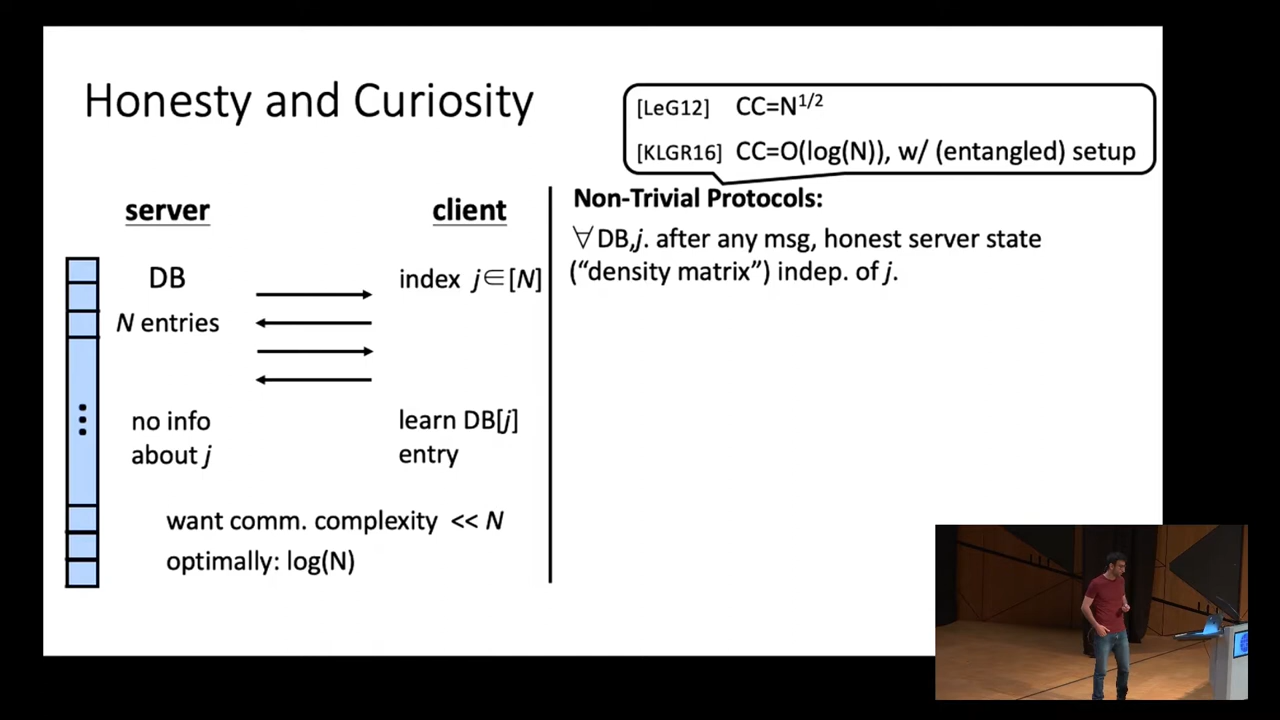 Honesty and Curiosity
[LeG12] CC=N^1/2
[KLGR16] CC=O(log(N)), w/ (entangled) setup
server
client
DB
index j∈[N]
N entries
no info
about j
learn DB[j]
entry
want comm. complexity << N
optimally: log(N)
Non-Trivial Protocols:
∀DB,j. after any msg, honest server state
("density matrix") indep. of j.